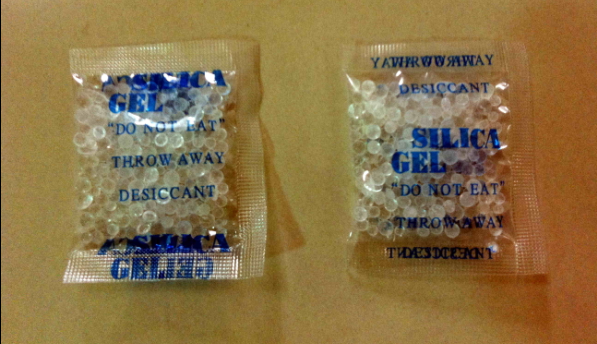 SILICA
GEL
"DO NOT EAT"
THROW AWAY
DESICCANT
SILICA
GEL
THROW AWAY
DESICCANT
SILICA
GEL
"DO NOT EAT"
THROW AWAY
DESICCANT